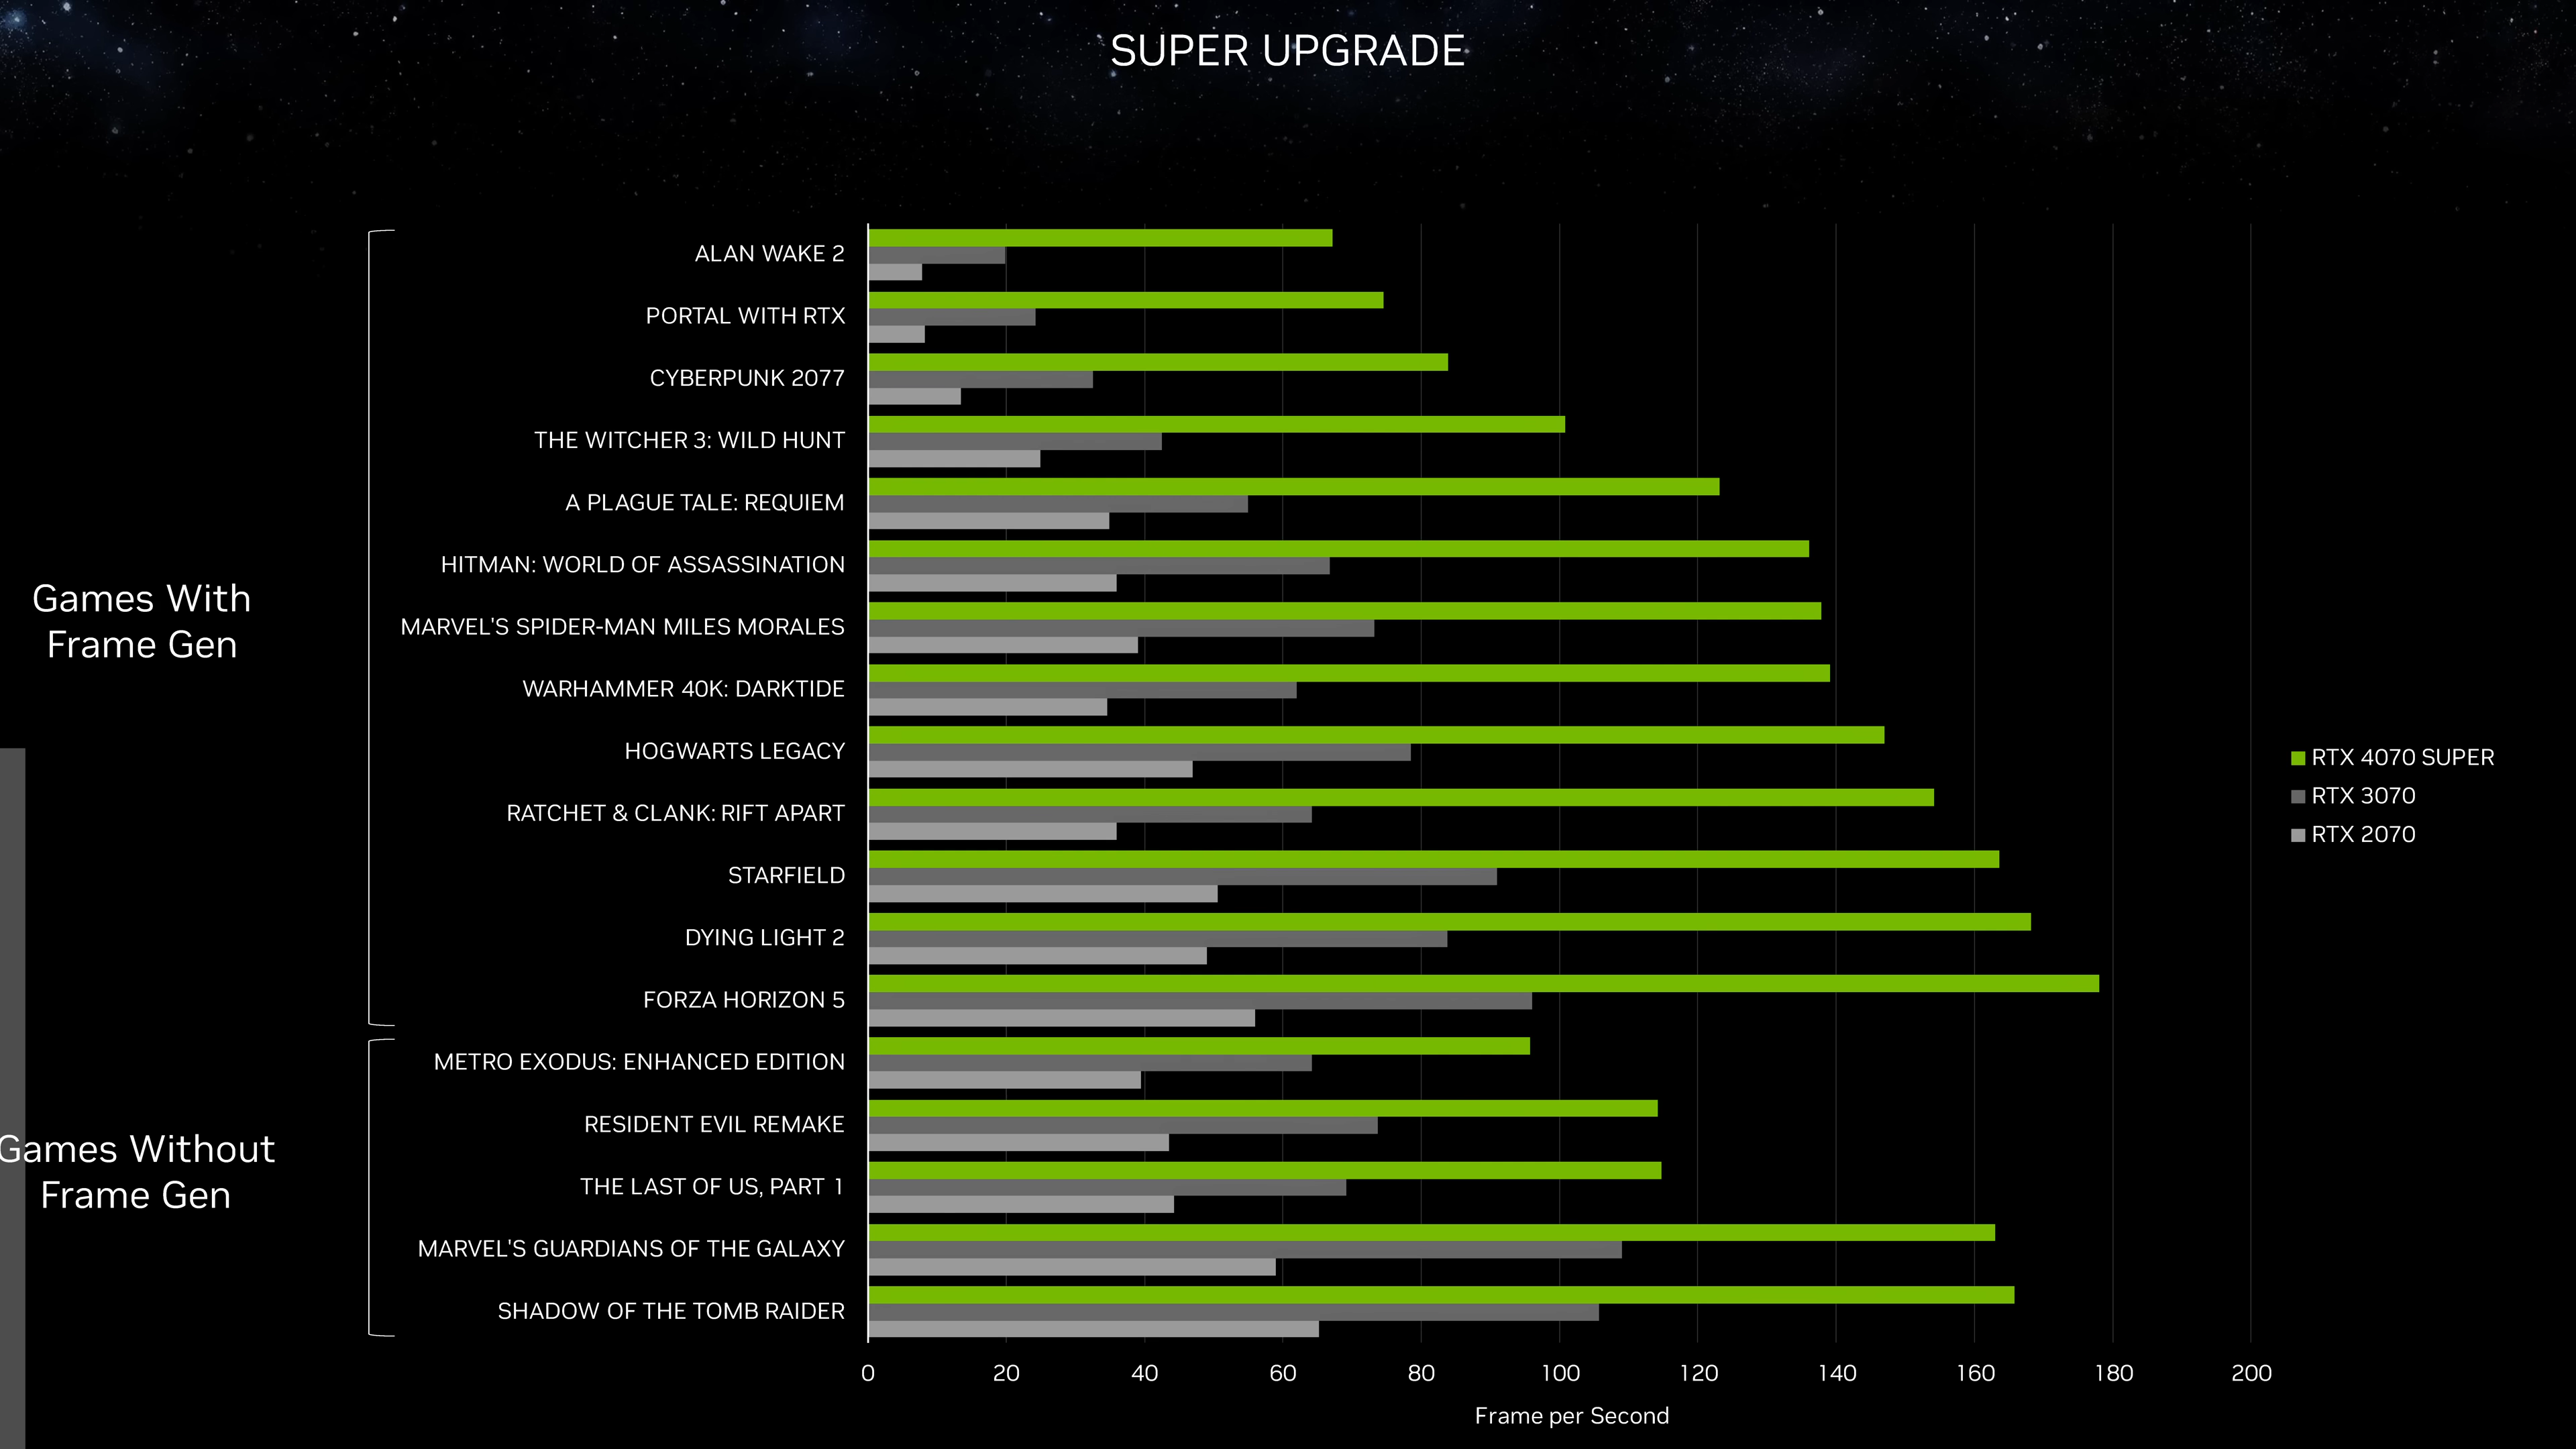 SUPER UPGRADE
ALAN WAKE 2
PORTAL WITH RTX
CYBERPUNK 2077
THE WITCHER 3: WILD HUNT
A PLAGUE TALE: REQUIEM
HITMAN: WORLD OF ASSASSINATION
Games With
Frame Gen
MARVEL'S SPIDER-MAN MILES MORALES
WARHAMMER 40K: DARKTIDE
HOGWARTS LEGACY
RATCHET & CLANK: RIFT APART
STARFIELD
DYING LIGHT 2
FORZA HORIZON 5
RTX 4070 SUPER
RTX 3070
RTX 2070
METRO EXODUS: ENHANCED EDITION
RESIDENT EVIL REMAKE
THE LAST OF US, PART 1
MARVEL'S GUARDIANS OF THE GALAXY
SHADOW OF THE TOMB RAIDER
Games Without
Frame Gen
0 20 40 60 80 100 120 140 160 180 200
Frame per Second